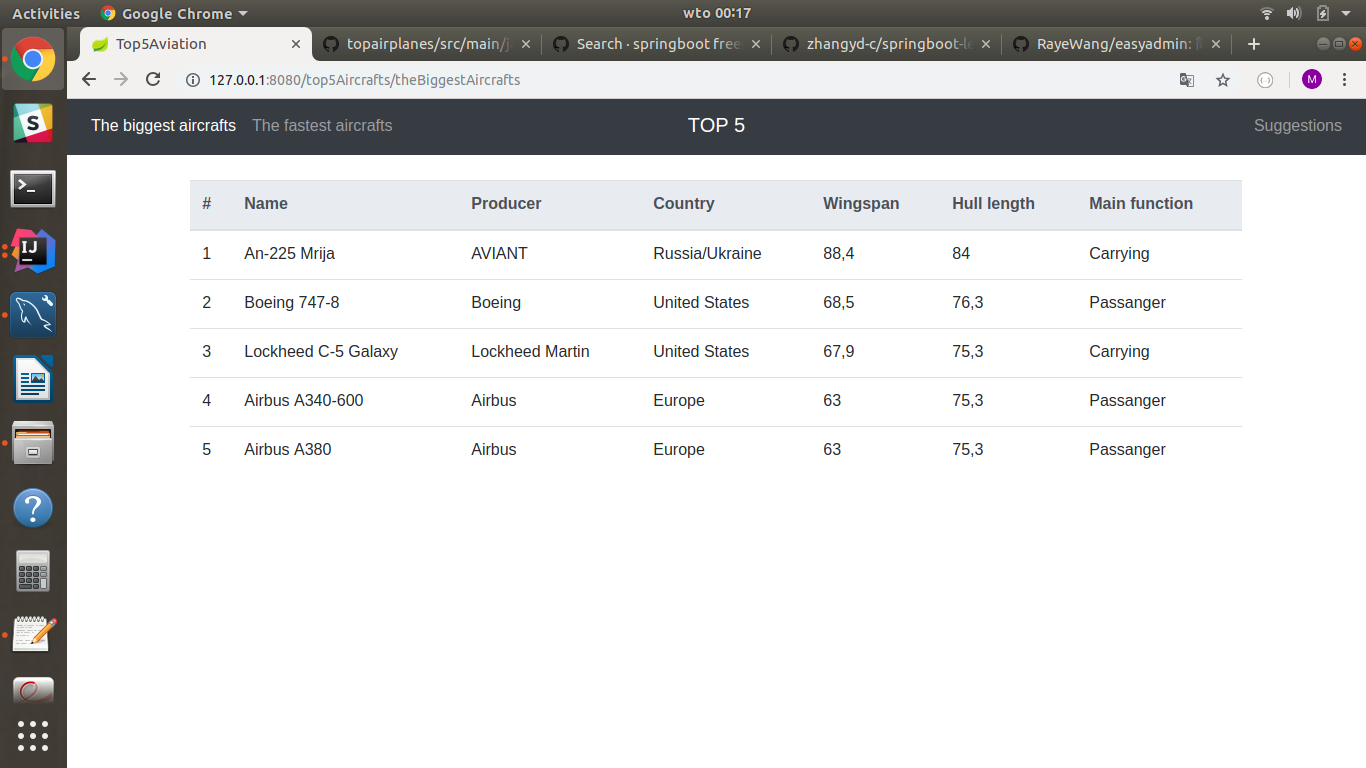 Activities Google Chrome wto 00:17
Top5Aviation topairplanes/src/main/j Search · springboot free zhangyd-c/springboot-le RayeWang/easyadmin:
127.0.0.1:8080/top5Aircrafts/theBiggestAircrafts M
The biggest aircrafts The fastest aircrafts TOP 5 Suggestions
# Name Producer Country Wingspan Hull length Main function
1 An-225 Mrija AVIANT Russia/Ukraine 88,4 84 Carrying
2 Boeing 747-8 Boeing United States 68,5 76,3 Passanger
3 Lockheed C-5 Galaxy Lockheed Martin United States 67,9 75,3 Carrying
4 Airbus A340-600 Airbus Europe 63 75,3 Passanger
5 Airbus A380 Airbus Europe 63 75,3 Passanger
S
>_
IJ
?